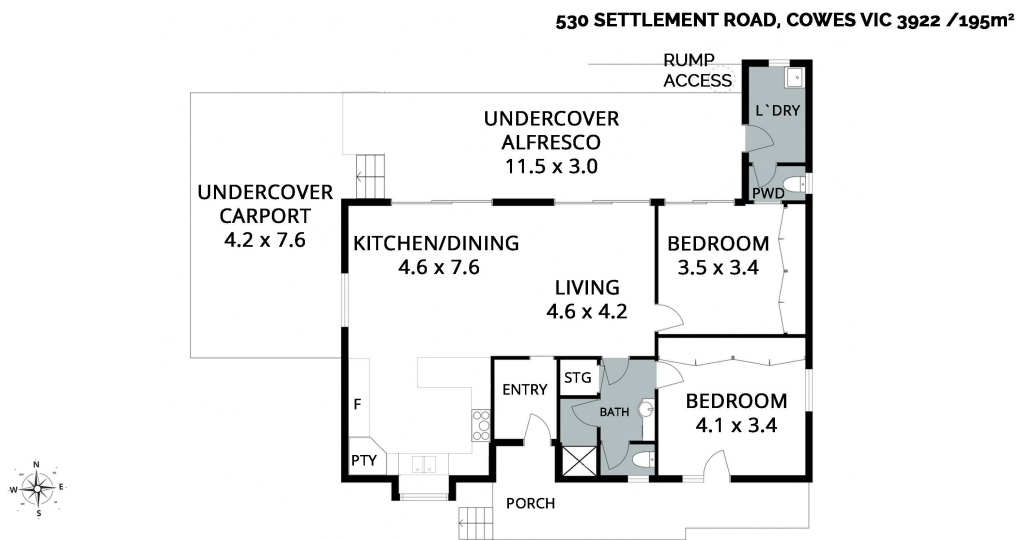 530 SETTLEMENT ROAD, COWES VIC 3922 /195m²
RUMP
ACCESS
UNDERCOVER
ALFRESCO
11.5 x 3.0
L`DRY
PWD
UNDERCOVER
CARPORT
4.2 x 7.6
KITCHEN/DINING
4.6 x 7.6
LIVING
4.6 x 4.2
BEDROOM
3.5 x 3.4
ENTRY
STG
BATH
BEDROOM
4.1 x 3.4
F
PTY
PORCH
N
W
E
S